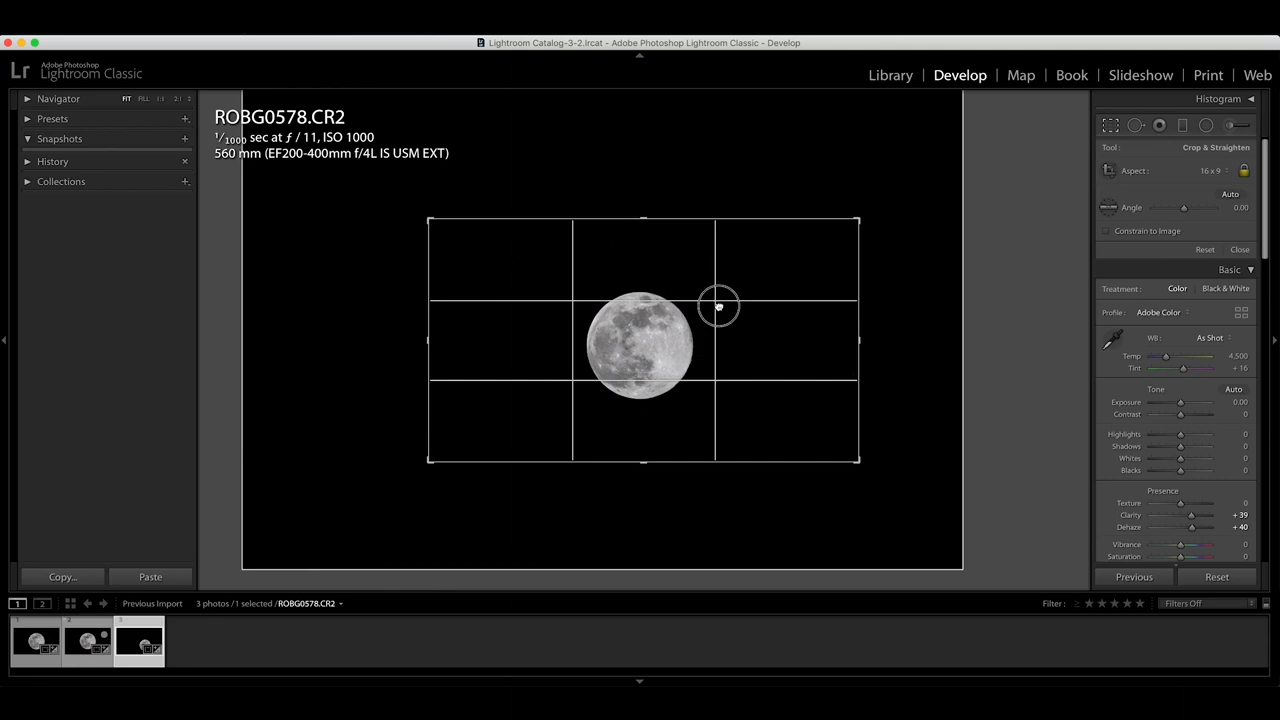 Lightroom Catalog-3-2.lrcat - Adobe Photoshop Lightroom Classic - Develop
Lr Adobe Photoshop
Lightroom Classic
Library | Develop | Map | Book | Slideshow | Print | Web
Navigator FIT FILL 1:1 2:1
Presets
Snapshots
History
Collections
Copy...
Paste
ROBG0578.CR2
1/1000 sec at ƒ / 11, ISO 1000
560 mm (EF200-400mm f/4L IS USM EXT)
Histogram
Tool : Crop & Straighten
Aspect : 16 x 9
Auto
Angle 0.00
Constrain to Image
Reset Close
Basic
Treatment : Color Black & White
Profile : Adobe Color
WB : As Shot
Temp 4,500
Tint + 16
Tone Auto
Exposure 0.00
Contrast 0
Highlights 0
Shadows 0
Whites 0
Blacks 0
Presence
Texture 0
Clarity + 39
Dehaze + 40
Vibrance 0
Saturation 0
Previous
Reset
1 2 Previous Import 3 photos / 1 selected / ROBG0578.CR2
Filter : Filters Off
1 2 3